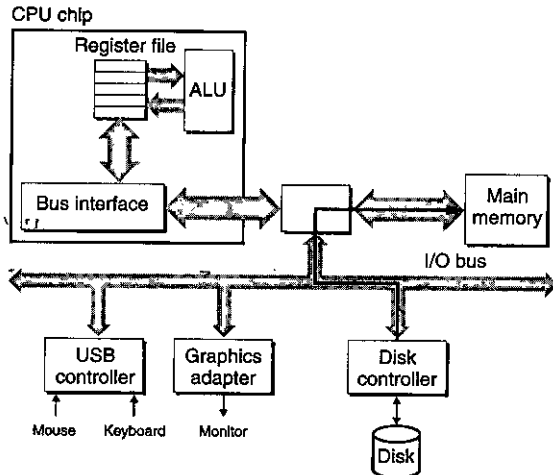 CPU chip
Register file
ALU
Bus interface
Main
memory
I/O bus
USB
controller
Graphics
adapter
Disk
controller
Mouse
Keyboard
Monitor
Disk